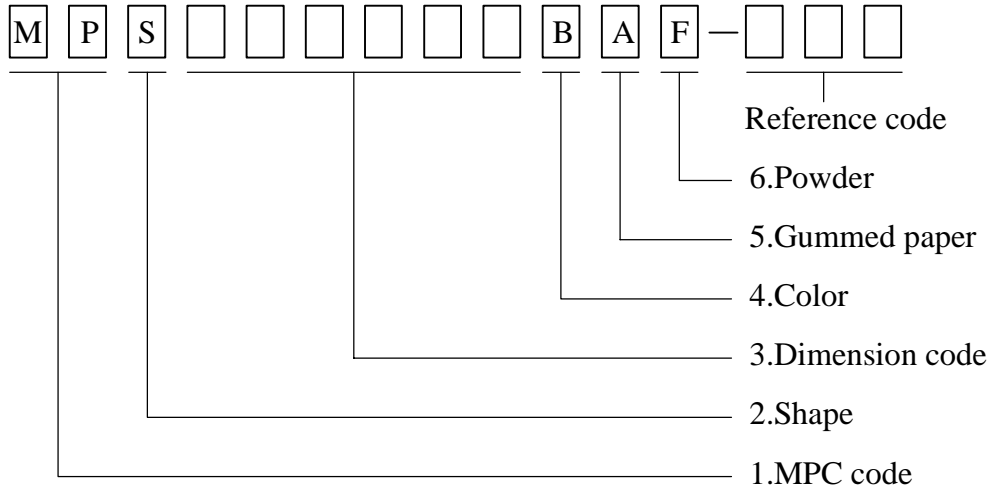 M P S B A F －
Reference code
6.Powder
5.Gummed paper
4.Color
3.Dimension code
2.Shape
1.MPC code